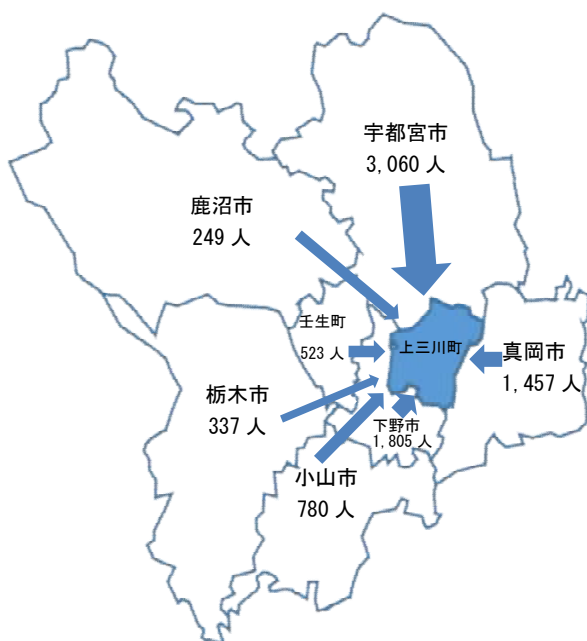 宇都宮市
3,060 人
鹿沼市
249 人
壬生町
523 人
上三川町
真岡市
1,457 人
栃木市
337 人
下野市
1,805 人
小山市
780 人